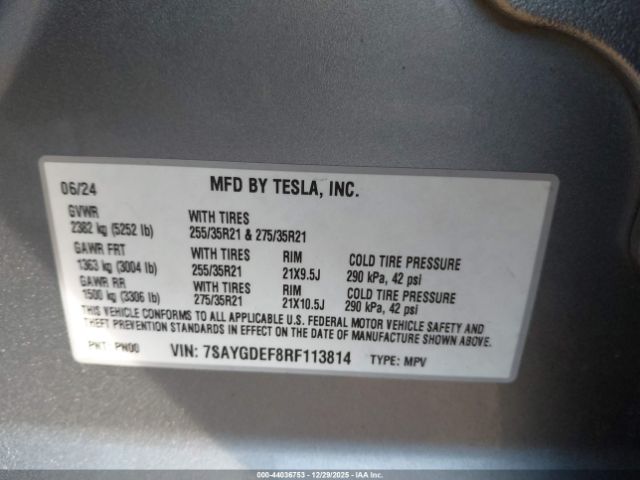 06/24 MFD BY TESLA, INC.
GVWR WITH TIRES
2382 kg (5252 lb) 255/35R21 & 275/35R21
GAWR FRT WITH TIRES RIM COLD TIRE PRESSURE
1363 kg (3004 lb) 255/35R21 21X9.5J 290 kPa, 42 psi
GAWR RR WITH TIRES RIM COLD TIRE PRESSURE
1500 kg (3306 lb) 275/35R21 21X10.5J 290 kPa, 42 psi
THIS VEHICLE CONFORMS TO ALL APPLICABLE U.S. FEDERAL MOTOR VEHICLE SAFETY AND
THEFT PREVENTION STANDARDS IN EFFECT ON THE DATE OF MANUFACTURE SHOWN ABOVE.
PNT: PN00 VIN: 7SAYGDEF8RF113814 TYPE: MPV
000-44036753 - 12/29/2025 - IAA Inc.